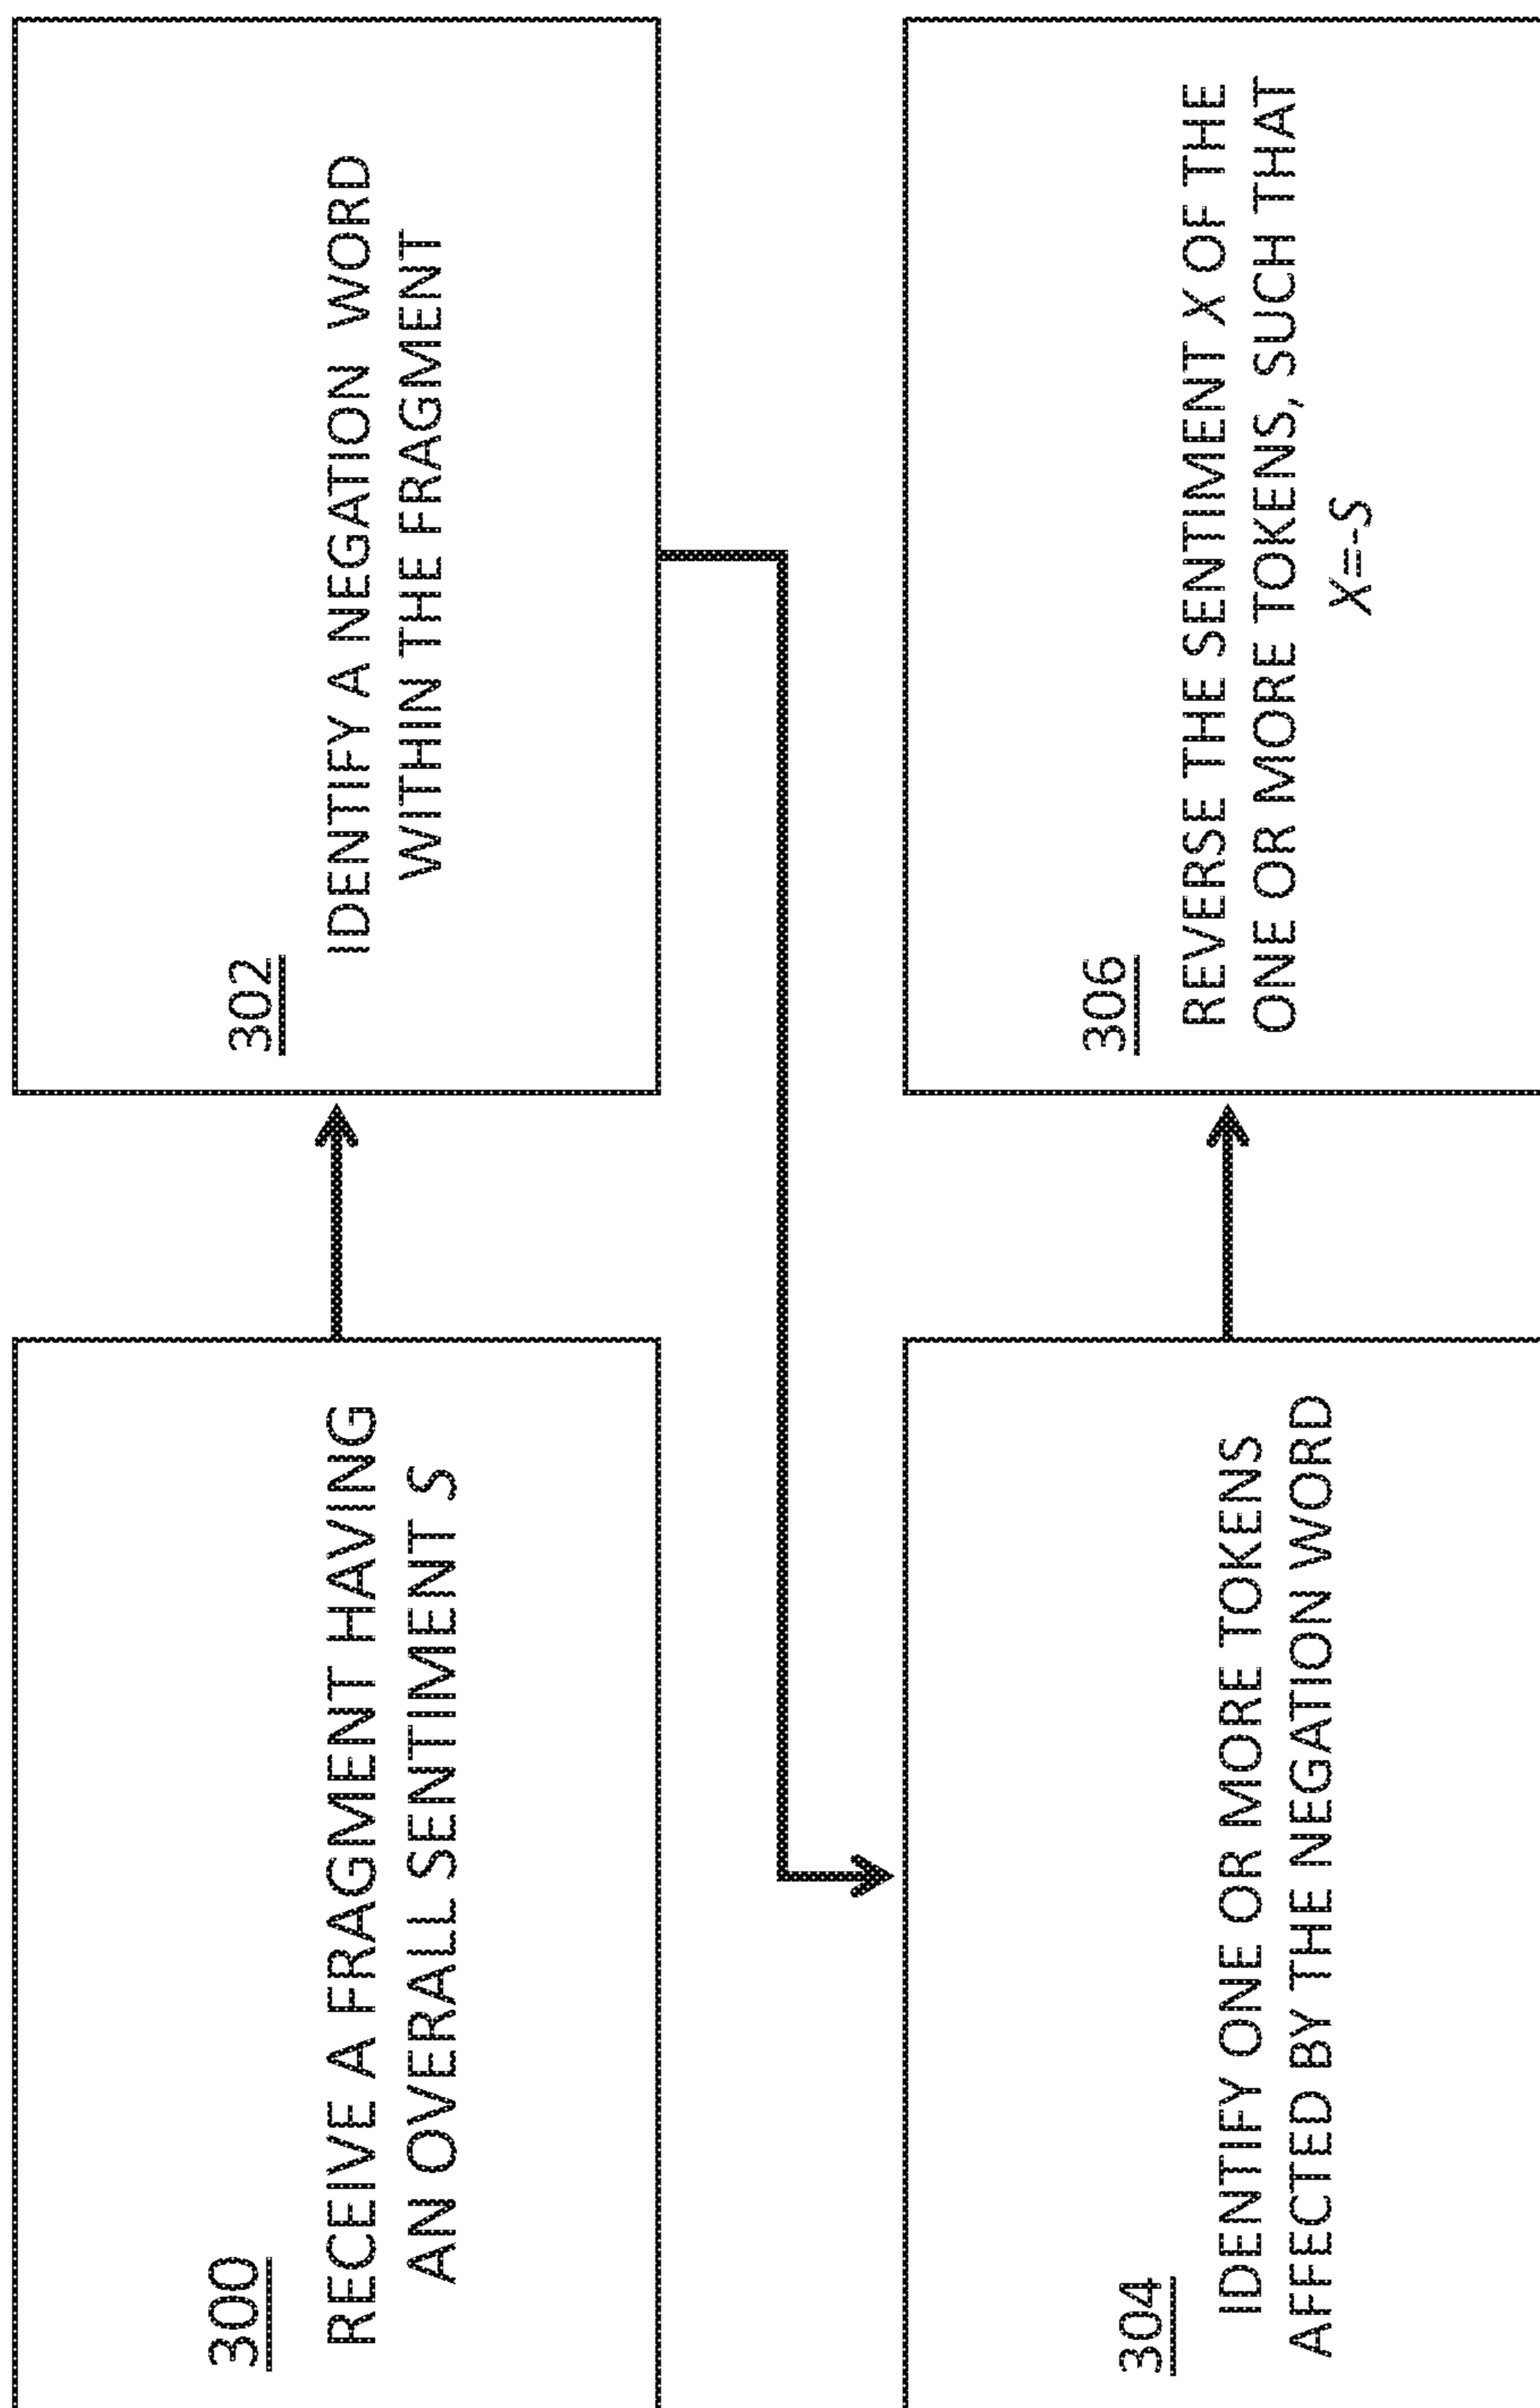 300
RECEIVE A FRAGMENT HAVING
AN OVERALL SENTIMENT S
302
IDENTIFY A NEGATION WORD
WITHIN THE FRAGMENT
304
IDENTIFY ONE OR MORE TOKENS
AFFECTED BY THE NEGATION WORD
306
REVERSE THE SENTIMENT X OF THE
ONE OR MORE TOKENS, SUCH THAT
X=-S